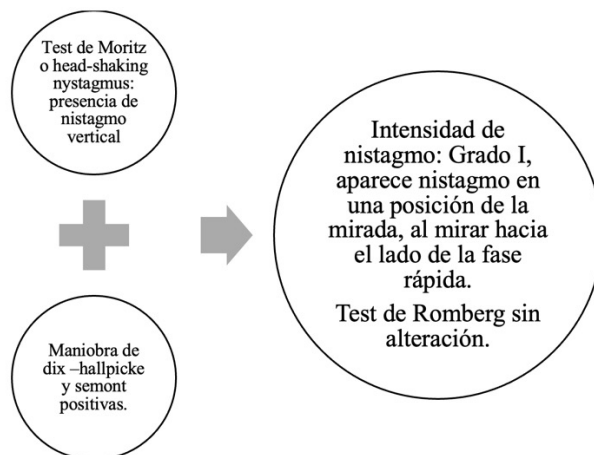 Test de Moritz
o head-shaking
nystagmus:
presencia de
nistagmo
vertical
Maniobra de
dix –hallpicke
y semont
positivas.
Intensidad de
nistagmo: Grado I,
aparece nistagmo en
una posición de la
mirada, al mirar hacia
el lado de la fase
rápida.
Test de Romberg sin
alteración.